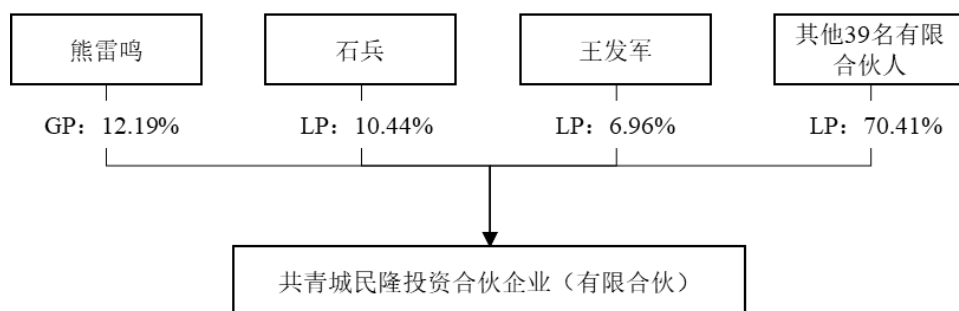 熊雷鸣
石兵
王发军
其他39名有限
合伙人
GP：12.19%
LP：10.44%
LP：6.96%
LP：70.41%
共青城民隆投资合伙企业（有限合伙）